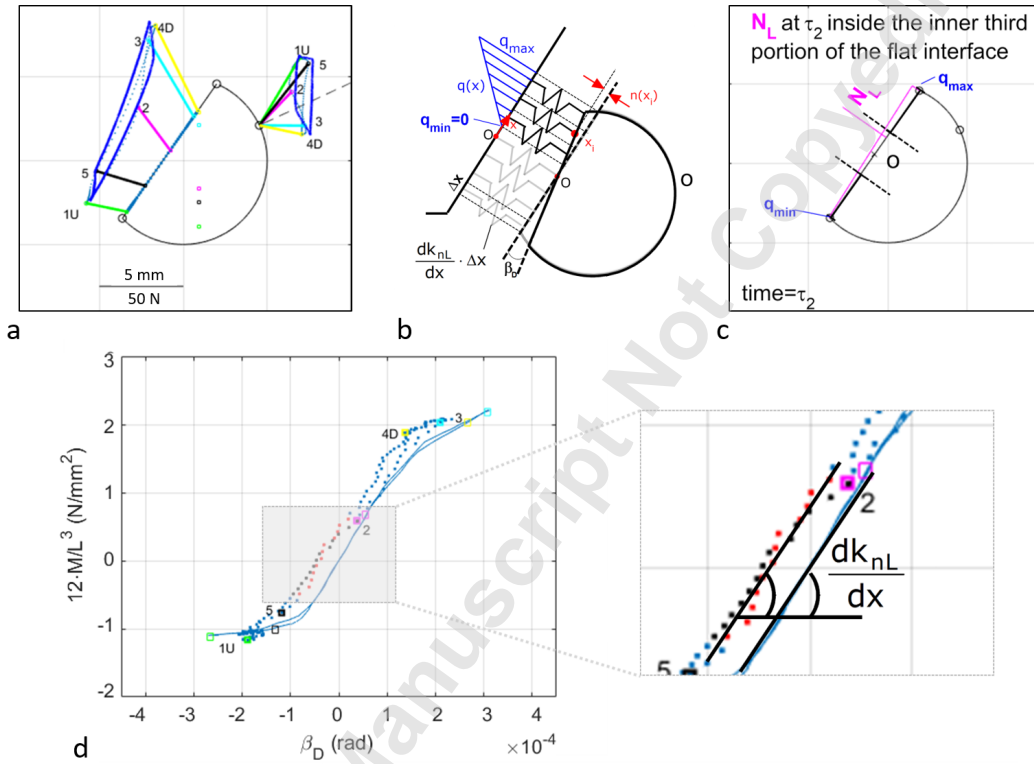 4D
3
2
5
1U
1U
5
2
3
4D
5 mm
50 N
a
q_max
q(x)
q_min=0
O
x
n(x_i)
x_i
O
O
Δx
dk_nL
dx
· Δx
β_D
b
N_L at τ_2 inside the inner third
portion of the flat interface
N_L
q_max
O
q_min
time=τ_2
c
3
2
1
0
-1
-2
12·M/L^3 (N/mm^2)
4D
3
2
5
1U
-4 -3 -2 -1 0 1 2 3 4
β_D (rad)
×10^-4
d
2
dk_nL
dx
5
Manuscript Not Copyedi